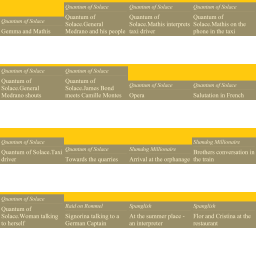 Quantum of Solace
Gemma and Mathis
Quantum of Solace
Quantum of
Solace.General
Medrano and his people
Quantum of Solace
Quantum of
Solace.Mathis interprets
taxi driver
Quantum of Solace
Quantum of
Solace.Mathis on the
phone in the taxi
Quantum of Solace
Quantum of
Solace.General
Medrano shouts
Quantum of Solace
Quantum of
Solace.James Bond
meets Camille Montes
Quantum of Solace
Opera
Quantum of Solace
Salutation in French
Quantum of Solace
Quantum of Solace.Taxi
driver
Quantum of Solace
Towards the quarries
Slumdog Millionaire
Arrival at the orphanage
Slumdog Millionaire
Brothers conversation in
the train
Quantum of Solace
Quantum of
Solace.Woman talking
to herself
Raid on Rommel
Signorina talking to a
German Captain
Spanglish
At the summer place -
an interpreter
Spanglish
Flor and Cristina at the
restaurant